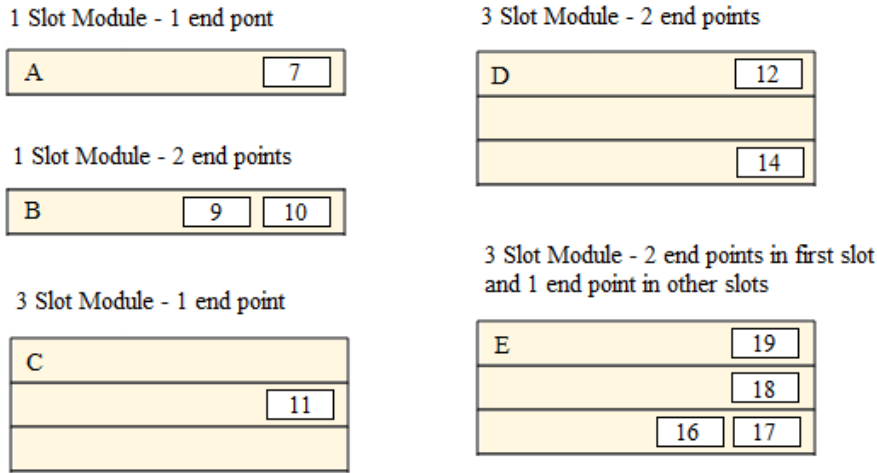 1 Slot Module - 1 end pont
A 7
1 Slot Module - 2 end points
B 9 10
3 Slot Module - 1 end point
C
11
3 Slot Module - 2 end points
D 12
14
3 Slot Module - 2 end points in first slot
and 1 end point in other slots
E 19
18
16 17